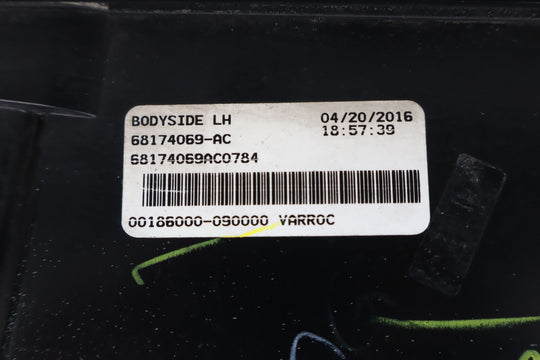 BODYSIDE LH 04/20/2016
18:57:39
68174069-AC
68174069AC0784
00186000-090000 VARROC